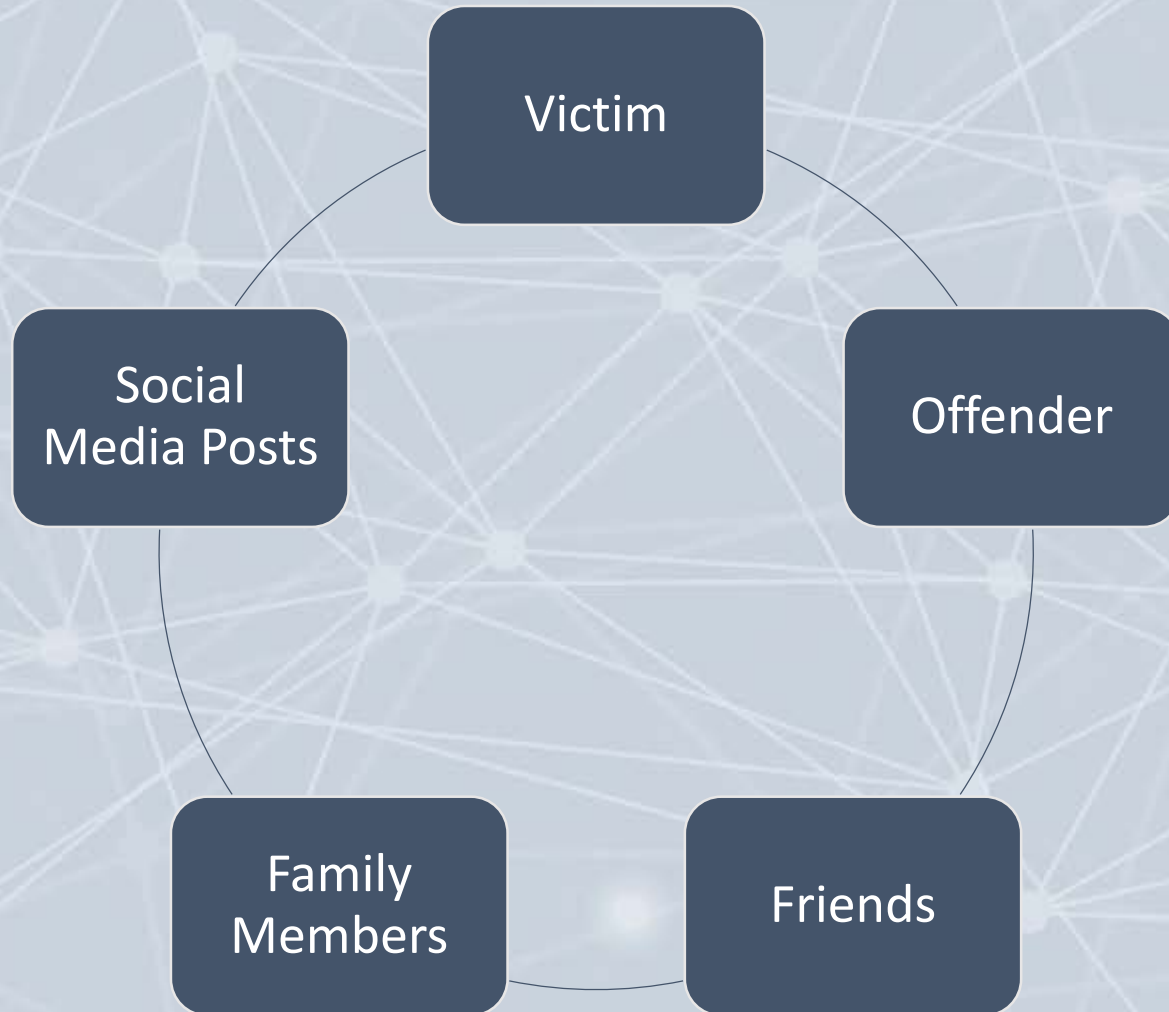 Victim
Offender
Friends
Family
Members
Social
Media Posts